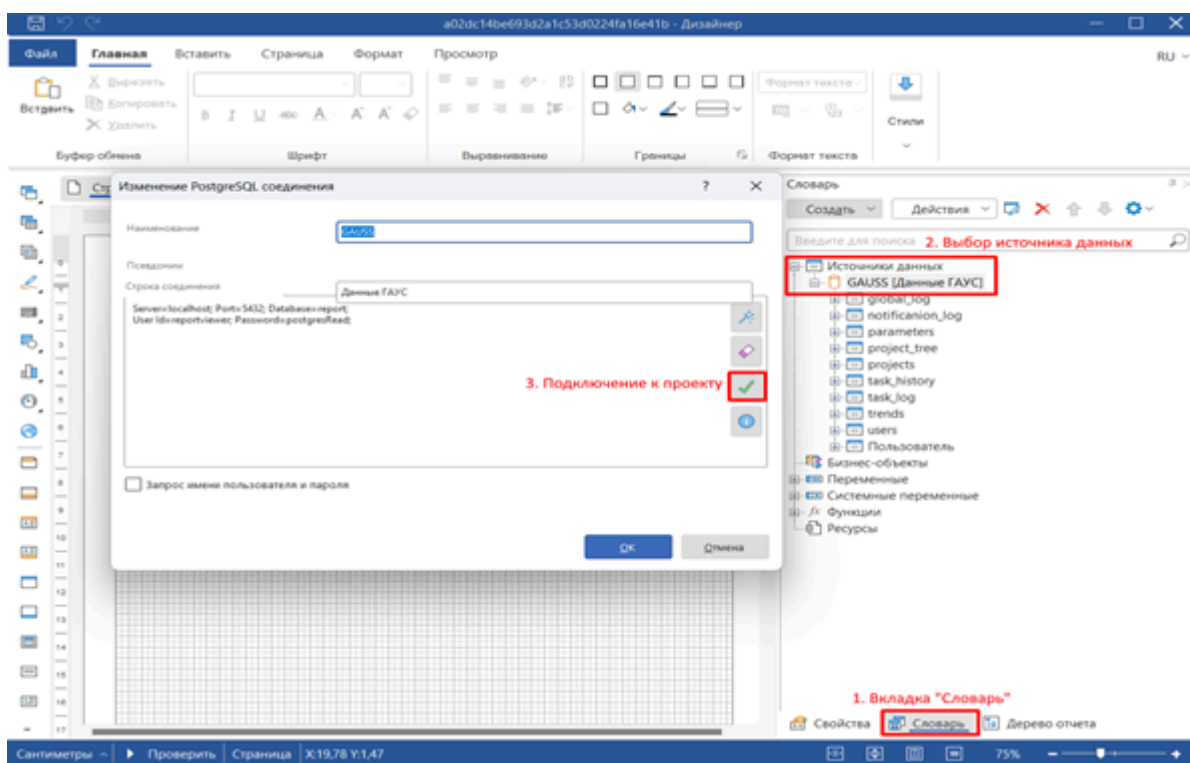 a02dc14be693d2a1c53d0224fa16e41b - Дизайнер
Файл Главная Вставить Страница Формат Просмотр RU
Вставить
Вырезать
Копировать
Удалить
Формат текста
Стили
Буфер обмена Шрифт Выравнивание Границы Формат текста
Изменение PostgreSQL соединения ? ×
Наименование GAUSS
Псевдоним
Строка соединения Данные ГАУС
Server=localhost; Port=5432; Database=report;
User Id=reportviewer; Password=postgresRead;
3. Подключение к проекту
Запрос имени пользователя и пароля
OK Отмена
Словарь
Создать Действия
Введите для поиска 2. Выбор источника данных
Источники данных
GAUSS [Данные ГАУС]
global_log
notificanion_log
parameters
project_tree
projects
task_history
task_log
trends
users
Пользователь
Бизнес-объекты
Переменные
Системные переменные
Функции
Ресурсы
1. Вкладка "Словарь"
Свойства Словарь Дерево отчета
Сантиметры Проверить Страница X:19,78 Y:1,47 75%